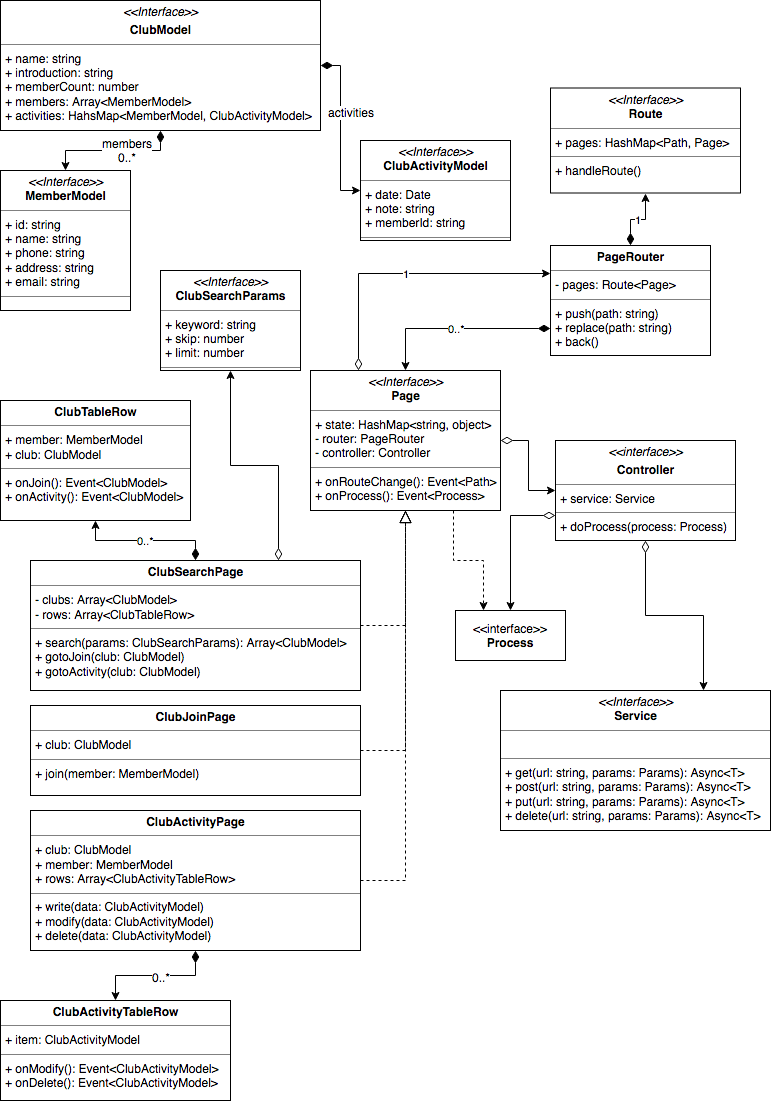 <<Interface>>
ClubModel
+ name: string
+ introduction: string
+ memberCount: number
+ members: Array<MemberModel>
+ activities: HahsMap<MemberModel, ClubActivityModel>
activities
members
0..*
<<Interface>>
MemberModel
+ id: string
+ name: string
+ phone: string
+ address: string
+ email: string
<<Interface>>
ClubActivityModel
+ date: Date
+ note: string
+ memberId: string
<<Interface>>
Route
+ pages: HashMap<Path, Page>
+ handleRoute()
1
PageRouter
- pages: Route<Page>
+ push(path: string)
+ replace(path: string)
+ back()
1
0..*
<<Interface>>
ClubSearchParams
+ keyword: string
+ skip: number
+ limit: number
<<Interface>>
Page
+ state: HashMap<string, object>
- router: PageRouter
- controller: Controller
+ onRouteChange(): Event<Path>
+ onProcess(): Event<Process>
ClubTableRow
+ member: MemberModel
+ club: ClubModel
+ onJoin(): Event<ClubModel>
+ onActivity(): Event<ClubModel>
0..*
<<interface>>
Controller
+ service: Service
+ doProcess(process: Process)
ClubSearchPage
- clubs: Array<ClubModel>
- rows: Array<ClubTableRow>
+ search(params: ClubSearchParams): Array<ClubModel>
+ gotoJoin(club: ClubModel)
+ gotoActivity(club: ClubModel)
<<interface>>
Process
<<Interface>>
Service
+ get(url: string, params: Params): Async<T>
+ post(url: string, params: Params): Async<T>
+ put(url: string, params: Params): Async<T>
+ delete(url: string, params: Params): Async<T>
ClubJoinPage
+ club: ClubModel
+ join(member: MemberModel)
ClubActivityPage
+ club: ClubModel
+ member: MemberModel
+ rows: Array<ClubActivityTableRow>
+ write(data: ClubActivityModel)
+ modify(data: ClubActivityModel)
+ delete(data: ClubActivityModel)
0..*
ClubActivityTableRow
+ item: ClubActivityModel
+ onModify(): Event<ClubActivityModel>
+ onDelete(): Event<ClubActivityModel>